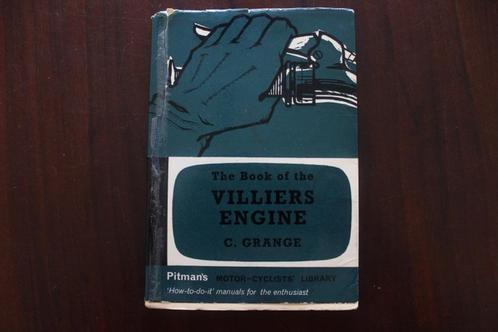 The Book of the
VILLIERS
ENGINE
C. GRANGE
Pitman's MOTOR-CYCLISTS' LIBRARY
'How-to-do-it' manuals for the enthusiast